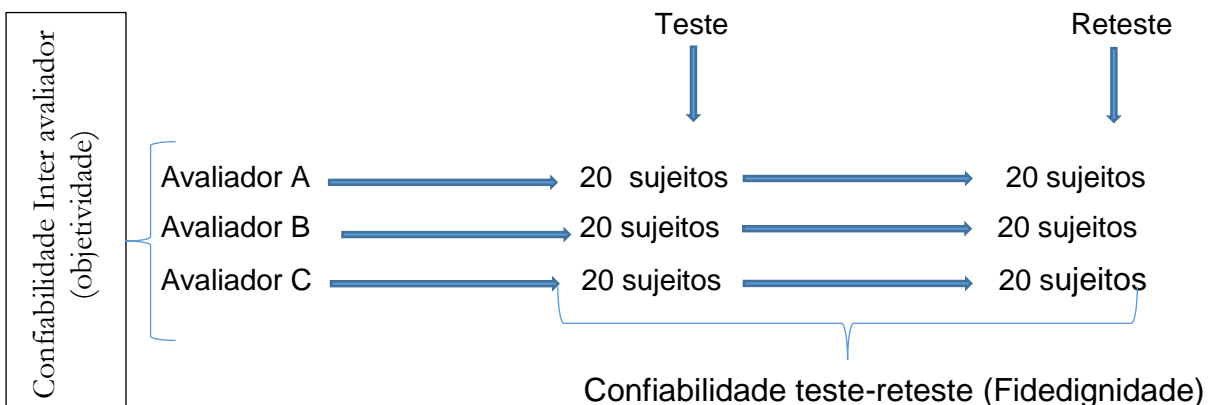 Teste Reteste
Confiabilidade Inter avaliador
(objetividade)
Avaliador A 20 sujeitos 20 sujeitos
Avaliador B 20 sujeitos 20 sujeitos
Avaliador C 20 sujeitos 20 sujeitos
Confiabilidade teste-reteste (Fidedignidade)